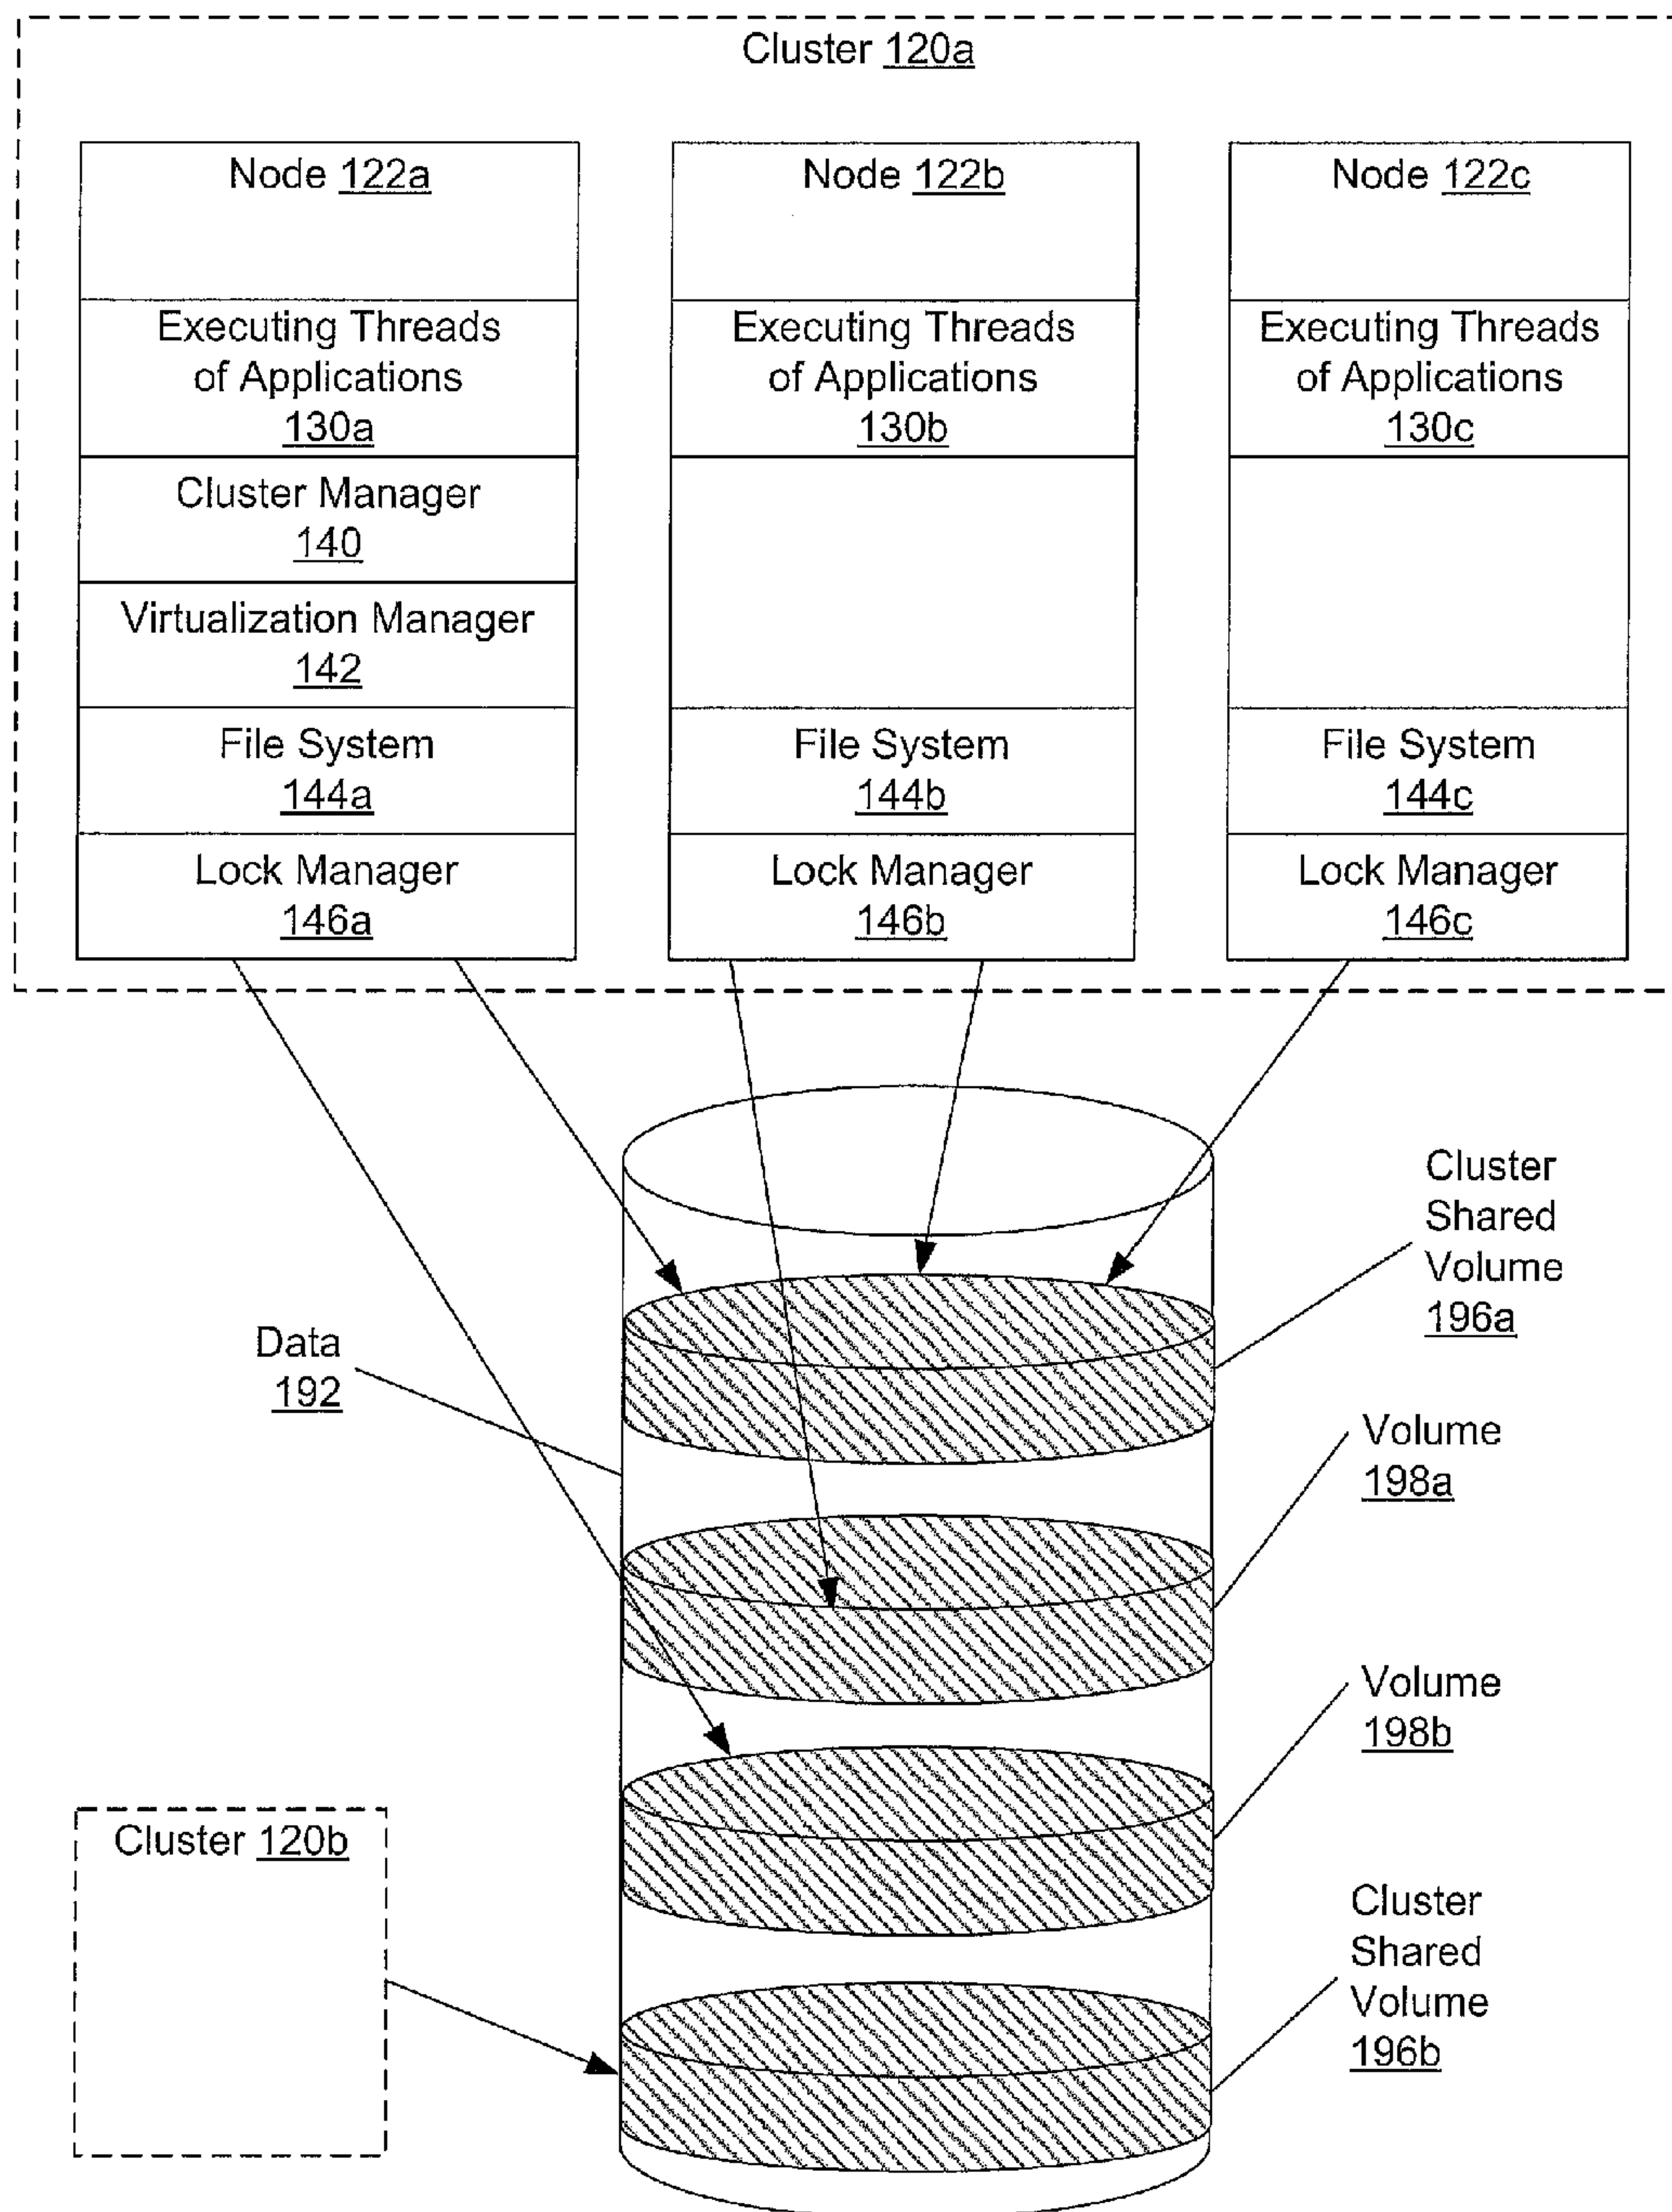 Cluster 120a
Node 122a
Executing Threads
of Applications
130a
Cluster Manager
140
Virtualization Manager
142
File System
144a
Lock Manager
146a
Node 122b
Executing Threads
of Applications
130b
File System
144b
Lock Manager
146b
Node 122c
Executing Threads
of Applications
130c
File System
144c
Lock Manager
146c
Cluster
Shared
Volume
196a
Data
192
Volume
198a
Volume
198b
Cluster 120b
Cluster
Shared
Volume
196b